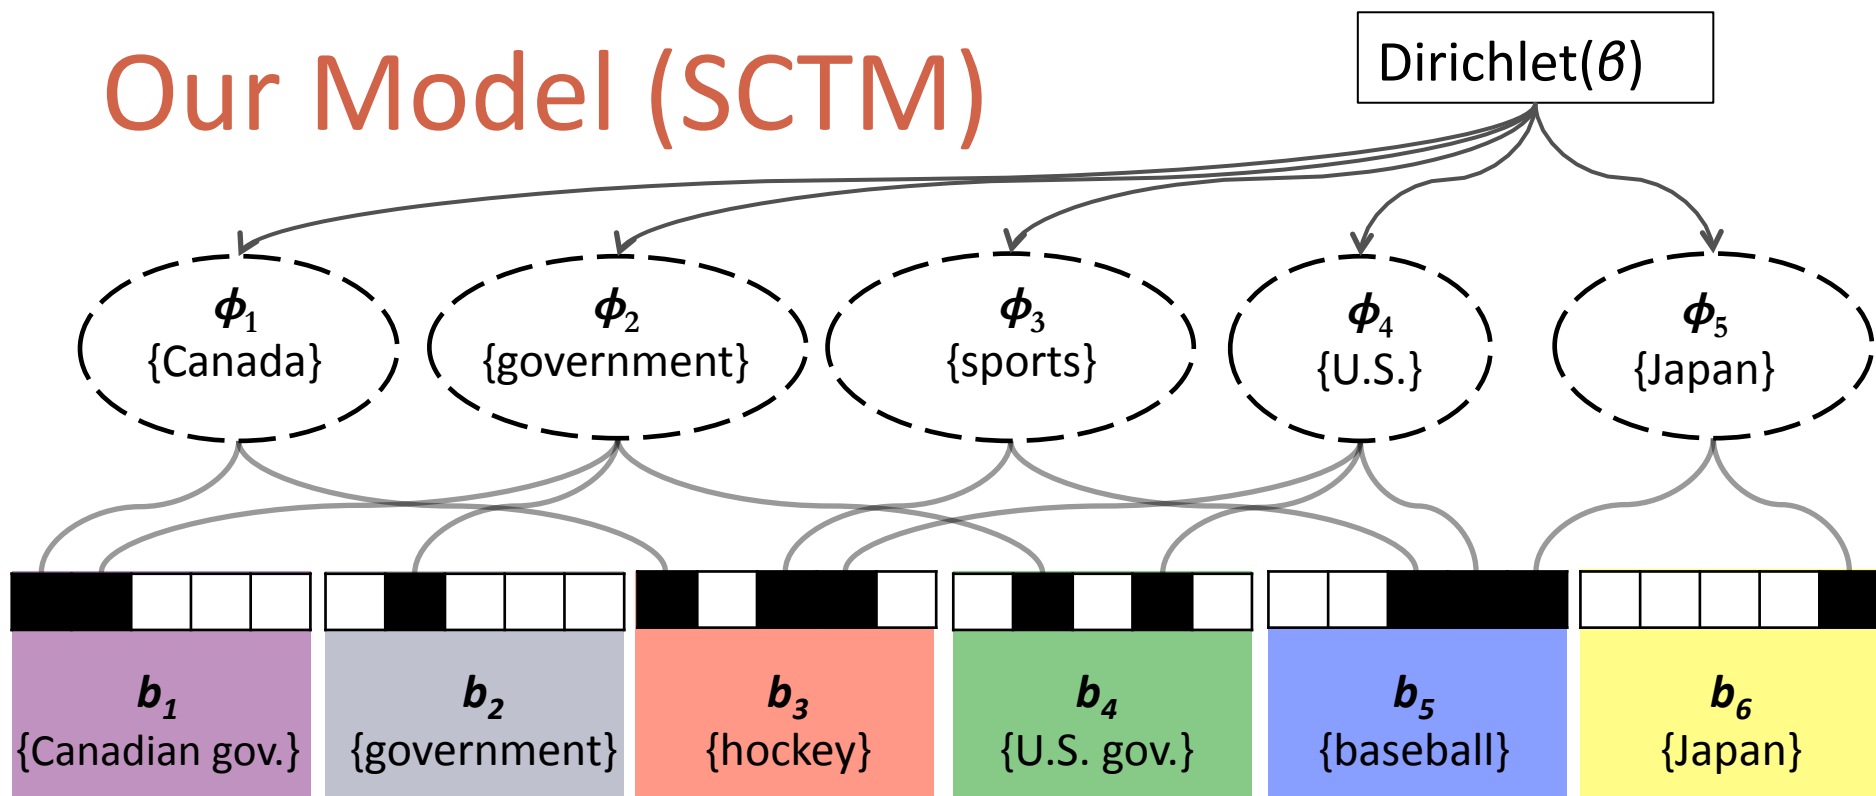 Our Model (SCTM)
Dirichlet(β)
ϕ₁
{Canada}
ϕ₂
{government}
ϕ₃
{sports}
ϕ₄
{U.S.}
ϕ₅
{Japan}
b₁
{Canadian gov.}
b₂
{government}
b₃
{hockey}
b₄
{U.S. gov.}
b₅
{baseball}
b₆
{Japan}